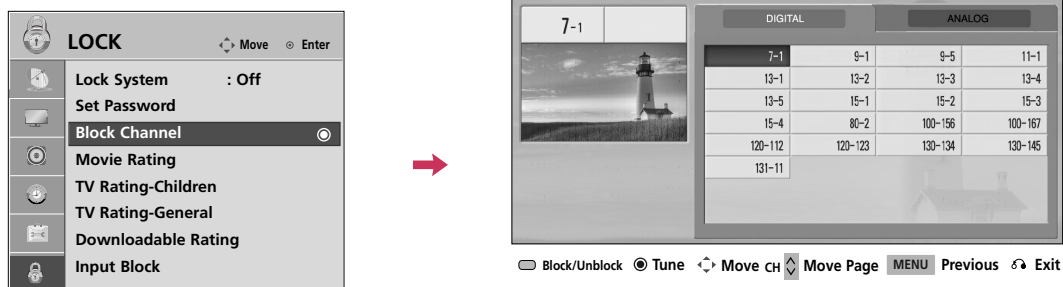 LOCK
Move Enter
Lock System : Off
Set Password
Block Channel
Movie Rating
TV Rating-Children
TV Rating-General
Downloadable Rating
Input Block
7-1
DIGITAL ANALOG
7-1 9-1 9-5 11-1
13-1 13-2 13-3 13-4
13-5 15-1 15-2 15-3
15-4 80-2 100-156 100-167
120-112 120-123 130-134 130-145
131-11
Block/Unblock Tune Move CH Move Page MENU Previous Exit